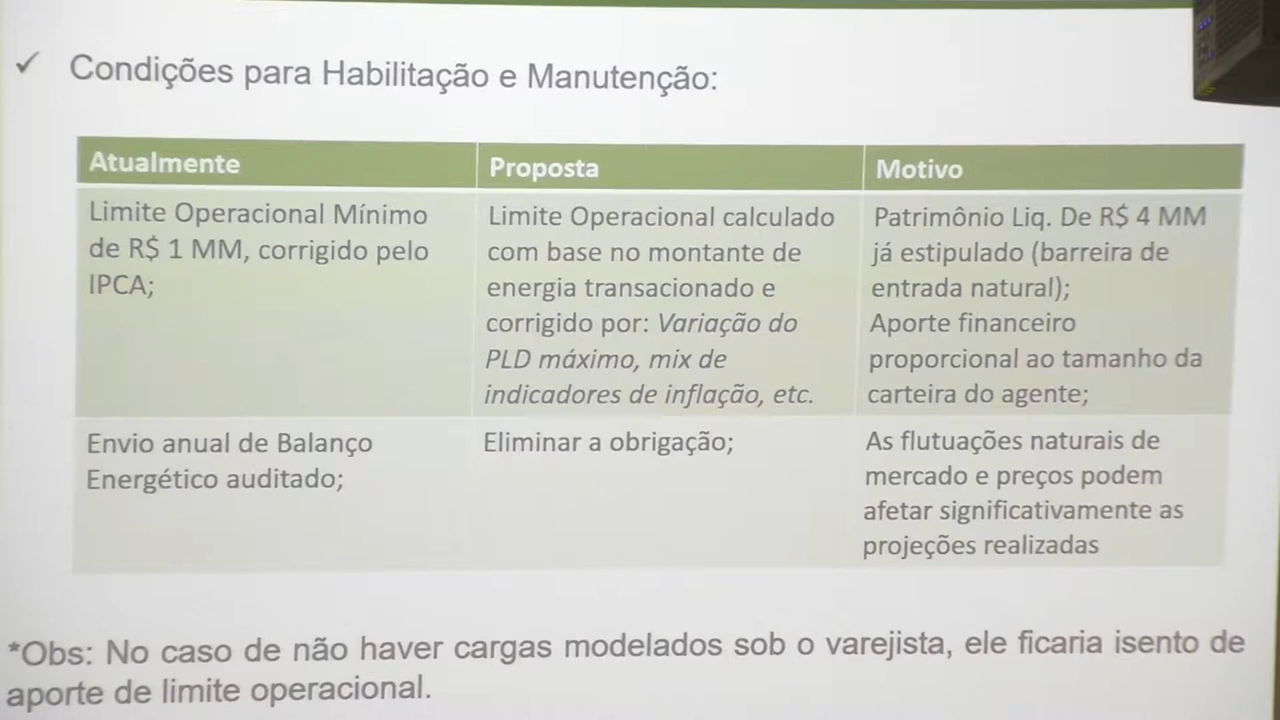 ✓ Condições para Habilitação e Manutenção:
Atualmente
Proposta
Motivo
Limite Operacional Mínimo
de R$ 1 MM, corrigido pelo
IPCA;
Limite Operacional calculado
com base no montante de
energia transacionado e
corrigido por: Variação do
PLD máximo, mix de
indicadores de inflação, etc.
Patrimônio Liq. De R$ 4 MM
já estipulado (barreira de
entrada natural);
Aporte financeiro
proporcional ao tamanho da
carteira do agente;
Envio anual de Balanço
Energético auditado;
Eliminar a obrigação;
As flutuações naturais de
mercado e preços podem
afetar significativamente as
projeções realizadas
*Obs: No caso de não haver cargas modelados sob o varejista, ele ficaria isento de
aporte de limite operacional.